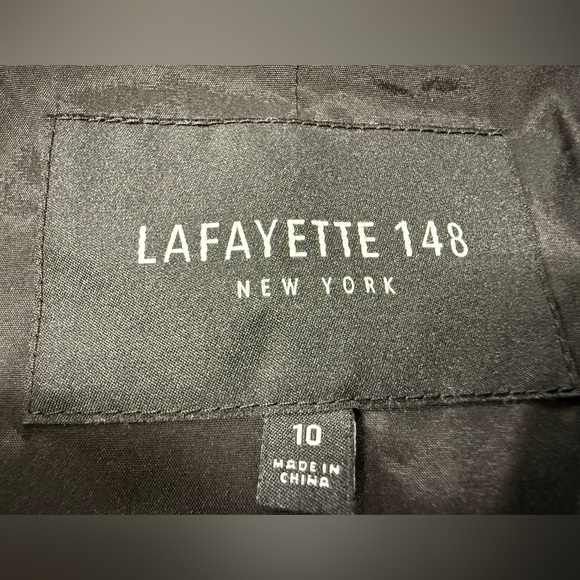 LAFAYETTE 148
NEW YORK
10
MADE IN
CHINA